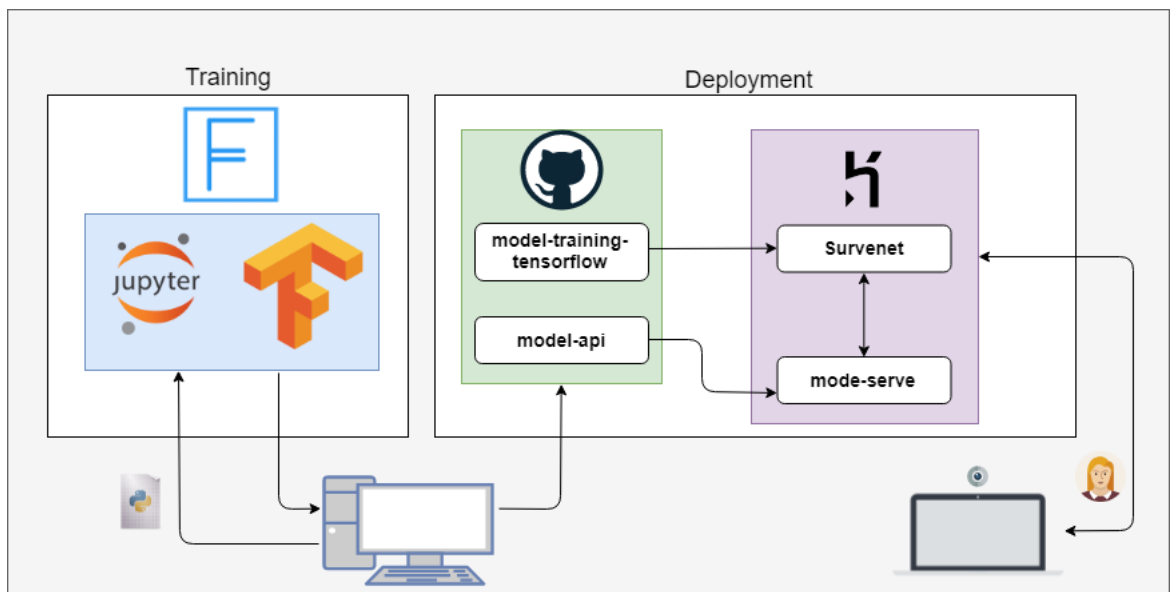 Training
Deployment
jupyter
model-training-
tensorflow
Survenet
model-api
mode-serve